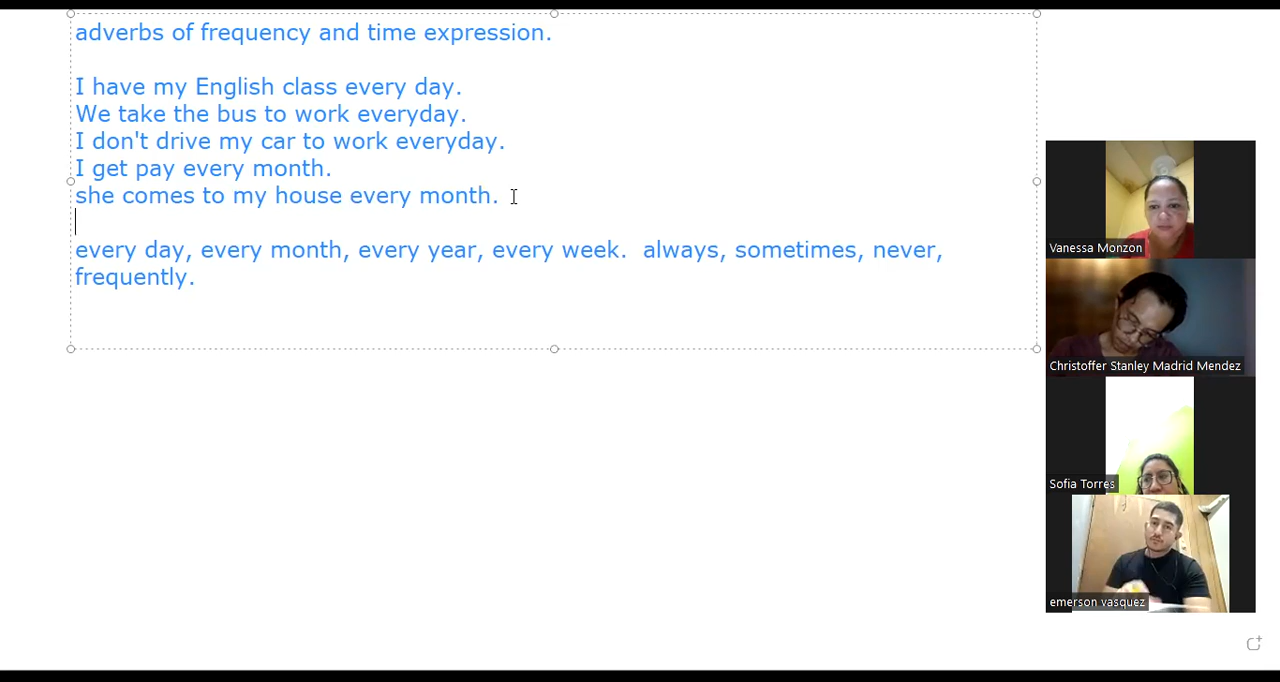 adverbs of frequency and time expression.
I have my English class every day.
We take the bus to work everyday.
I don't drive my car to work everyday.
I get pay every month.
she comes to my house every month.
every day, every month, every year, every week.  always, sometimes, never,
frequently.
Vanessa Monzon
Christoffer Stanley Madrid Mendez
Sofia Torres
emerson vasquez